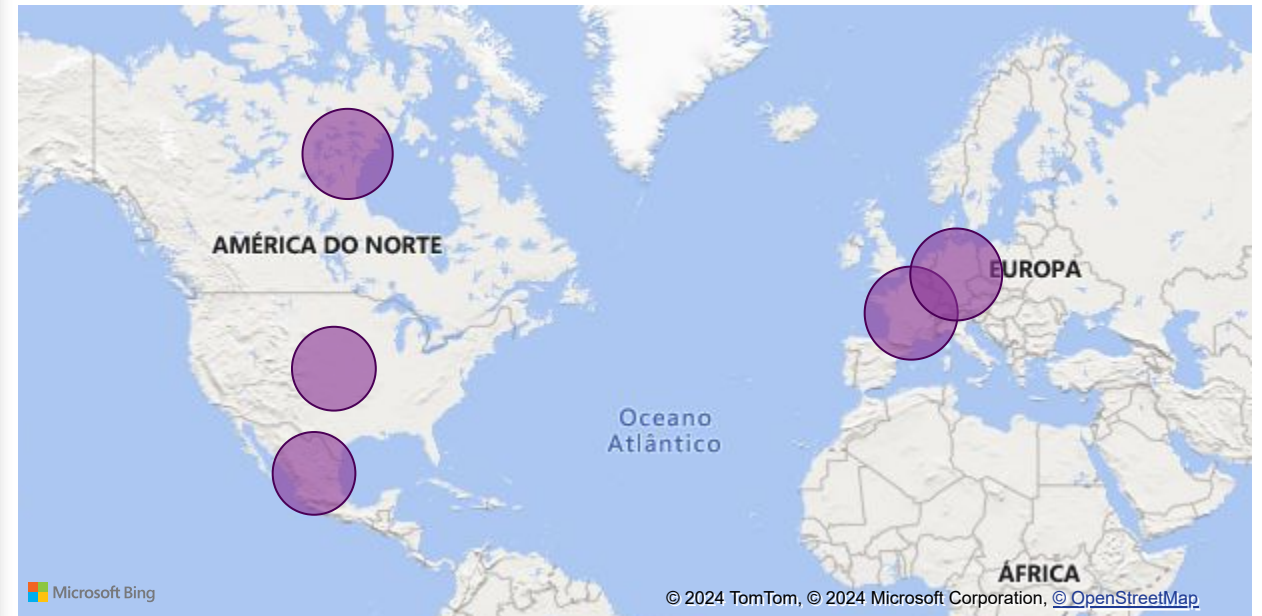 AMÉRICA DO NORTE
EUROPA
Oceano
Atlântico
ÁFRICA
Microsoft Bing
© 2024 TomTom, © 2024 Microsoft Corporation, © OpenStreetMap